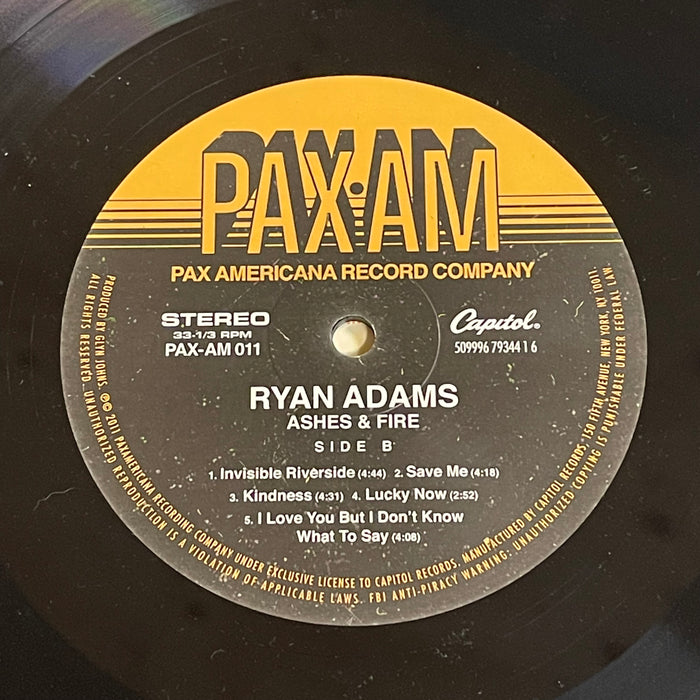 PAX·AM
PAX AMERICANA RECORD COMPANY
STEREO
33-1/3 RPM
PAX-AM 011
Capitol®
509996 79344 1 6
RYAN ADAMS
ASHES & FIRE
SIDE B
1. Invisible Riverside (4:44) 2. Save Me (4:18)
3. Kindness (4:31) 4. Lucky Now (2:52)
5. I Love You But I Don't Know
What To Say (4:08)
PRODUCED BY GLYN JOHNS. ℗© 2011 PAXAMERICANA RECORDING COMPANY UNDER EXCLUSIVE LICENSE TO CAPITOL RECORDS. MANUFACTURED BY CAPITOL RECORDS, 150 FIFTH AVENUE, NEW YORK, NY 10011.
ALL RIGHTS RESERVED. UNAUTHORIZED REPRODUCTION IS A VIOLATION OF APPLICABLE LAWS. FBI ANTI-PIRACY WARNING: UNAUTHORIZED COPYING IS PUNISHABLE UNDER FEDERAL LAW.